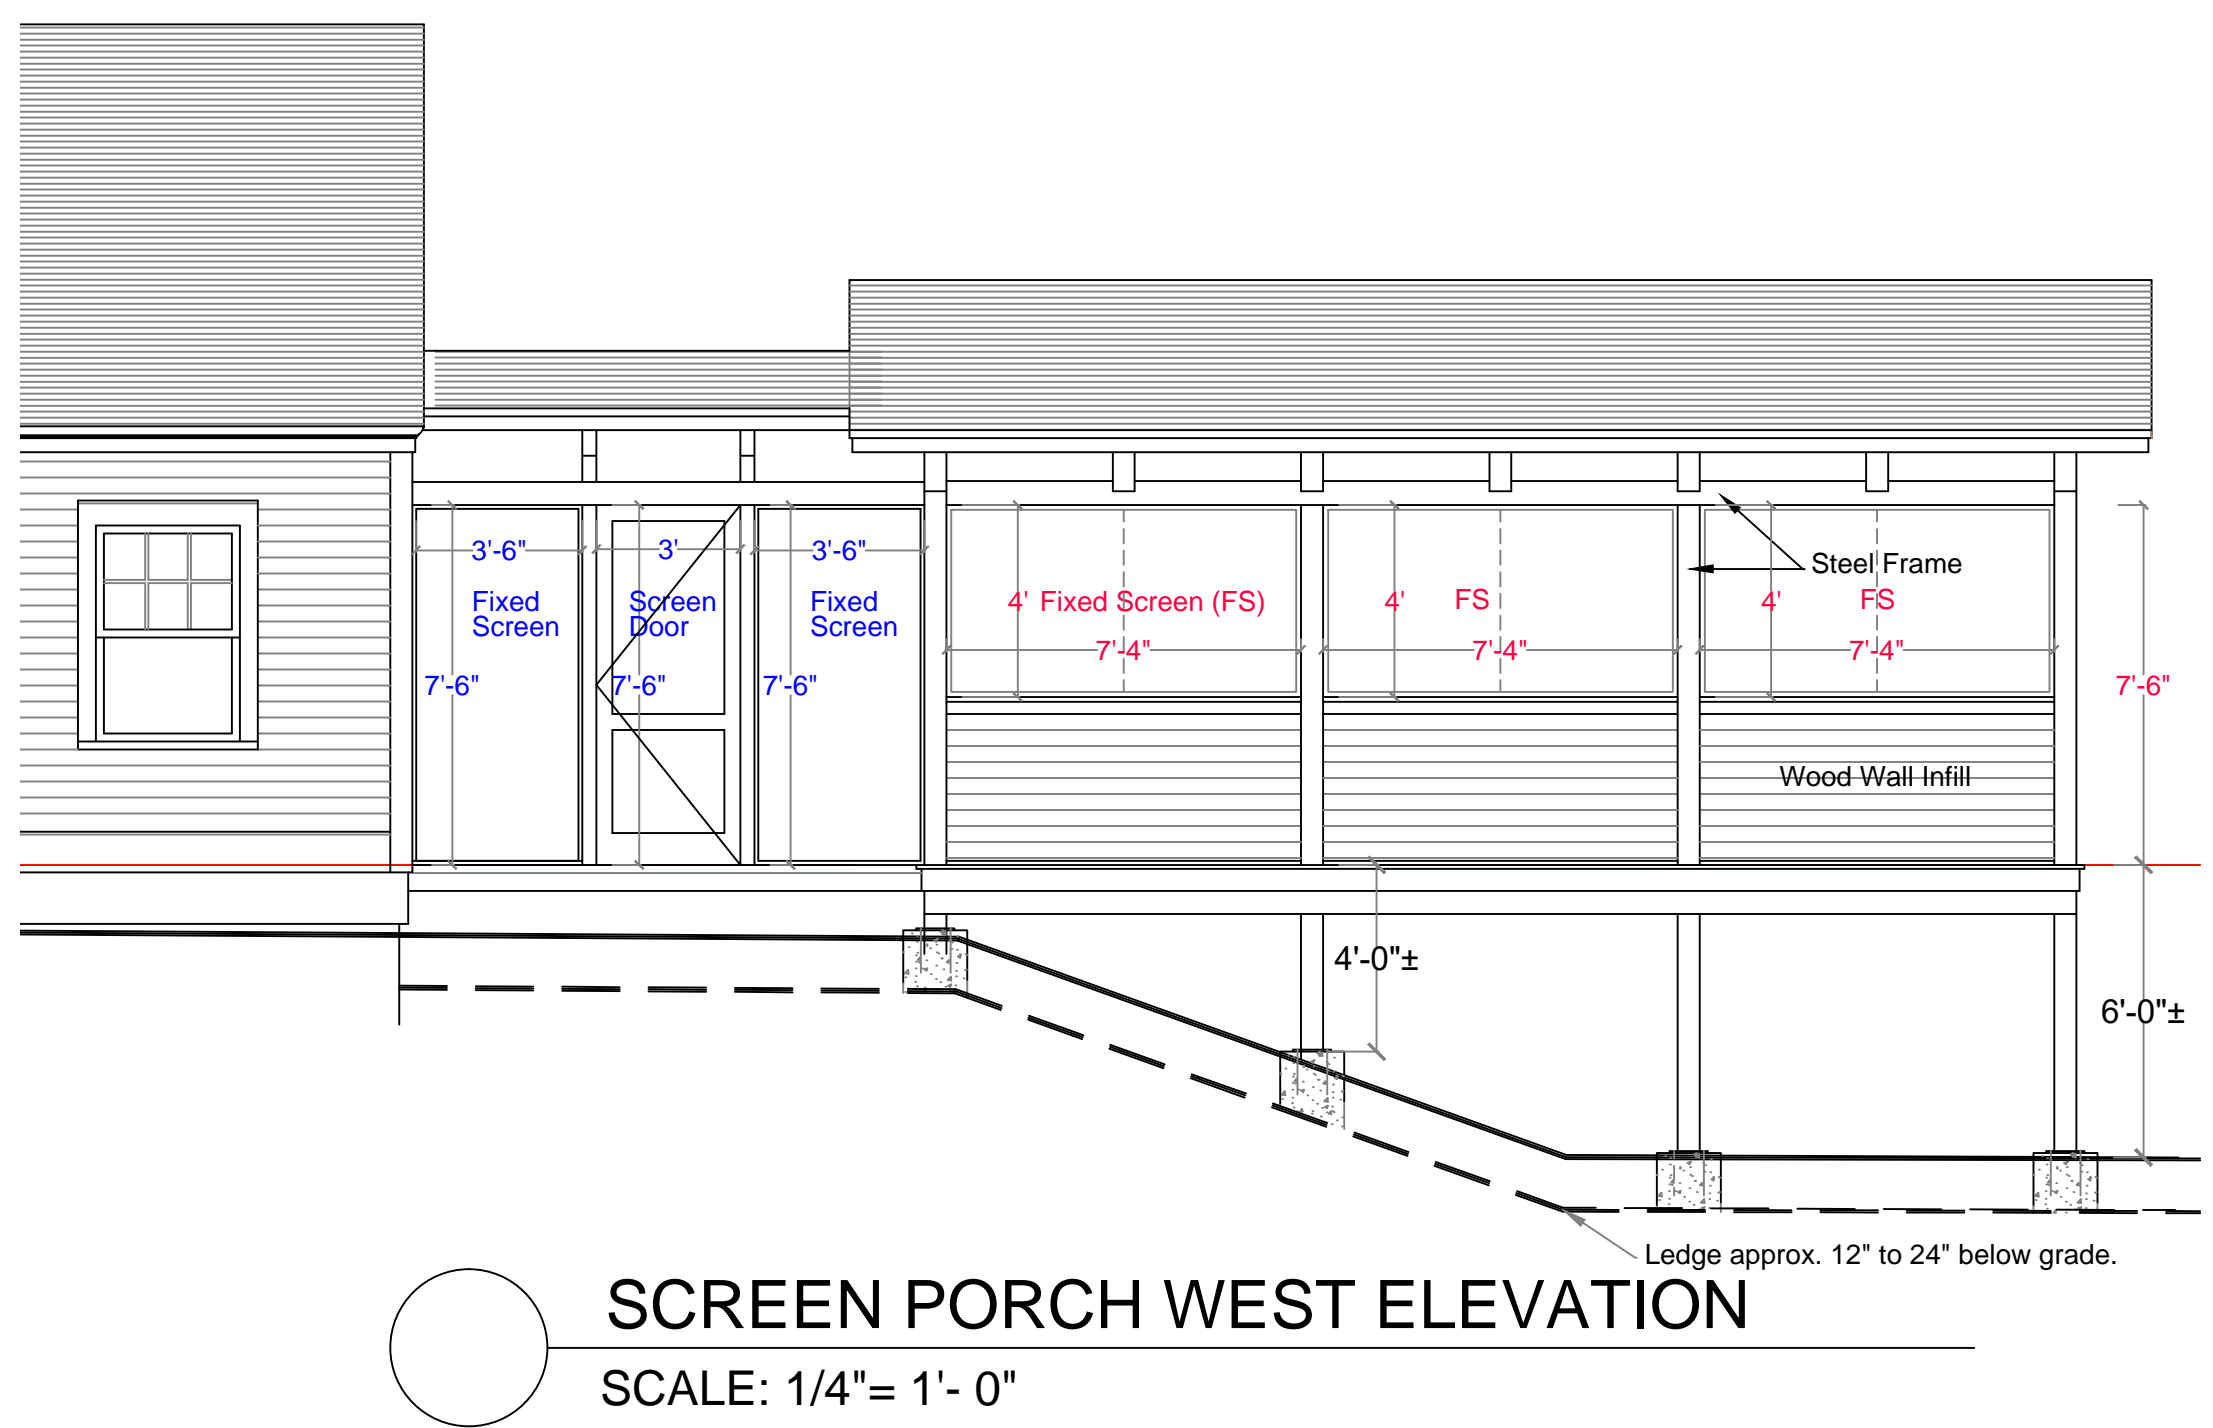 3'-6"
3'
3'-6"
Steel Frame
Fixed
Screen
Screen
Door
Fixed
Screen
4' Fixed Screen (FS)
4'
FS
4'
FS
7'-4"
7'-4"
7'-4"
7'-6"
7'-6"
7'-6"
7'-6"
Wood Wall Infill
4'-0"±
6'-0"±
Ledge approx. 12" to 24" below grade.
SCREEN PORCH WEST ELEVATION
SCALE: 1/4"= 1'- 0"